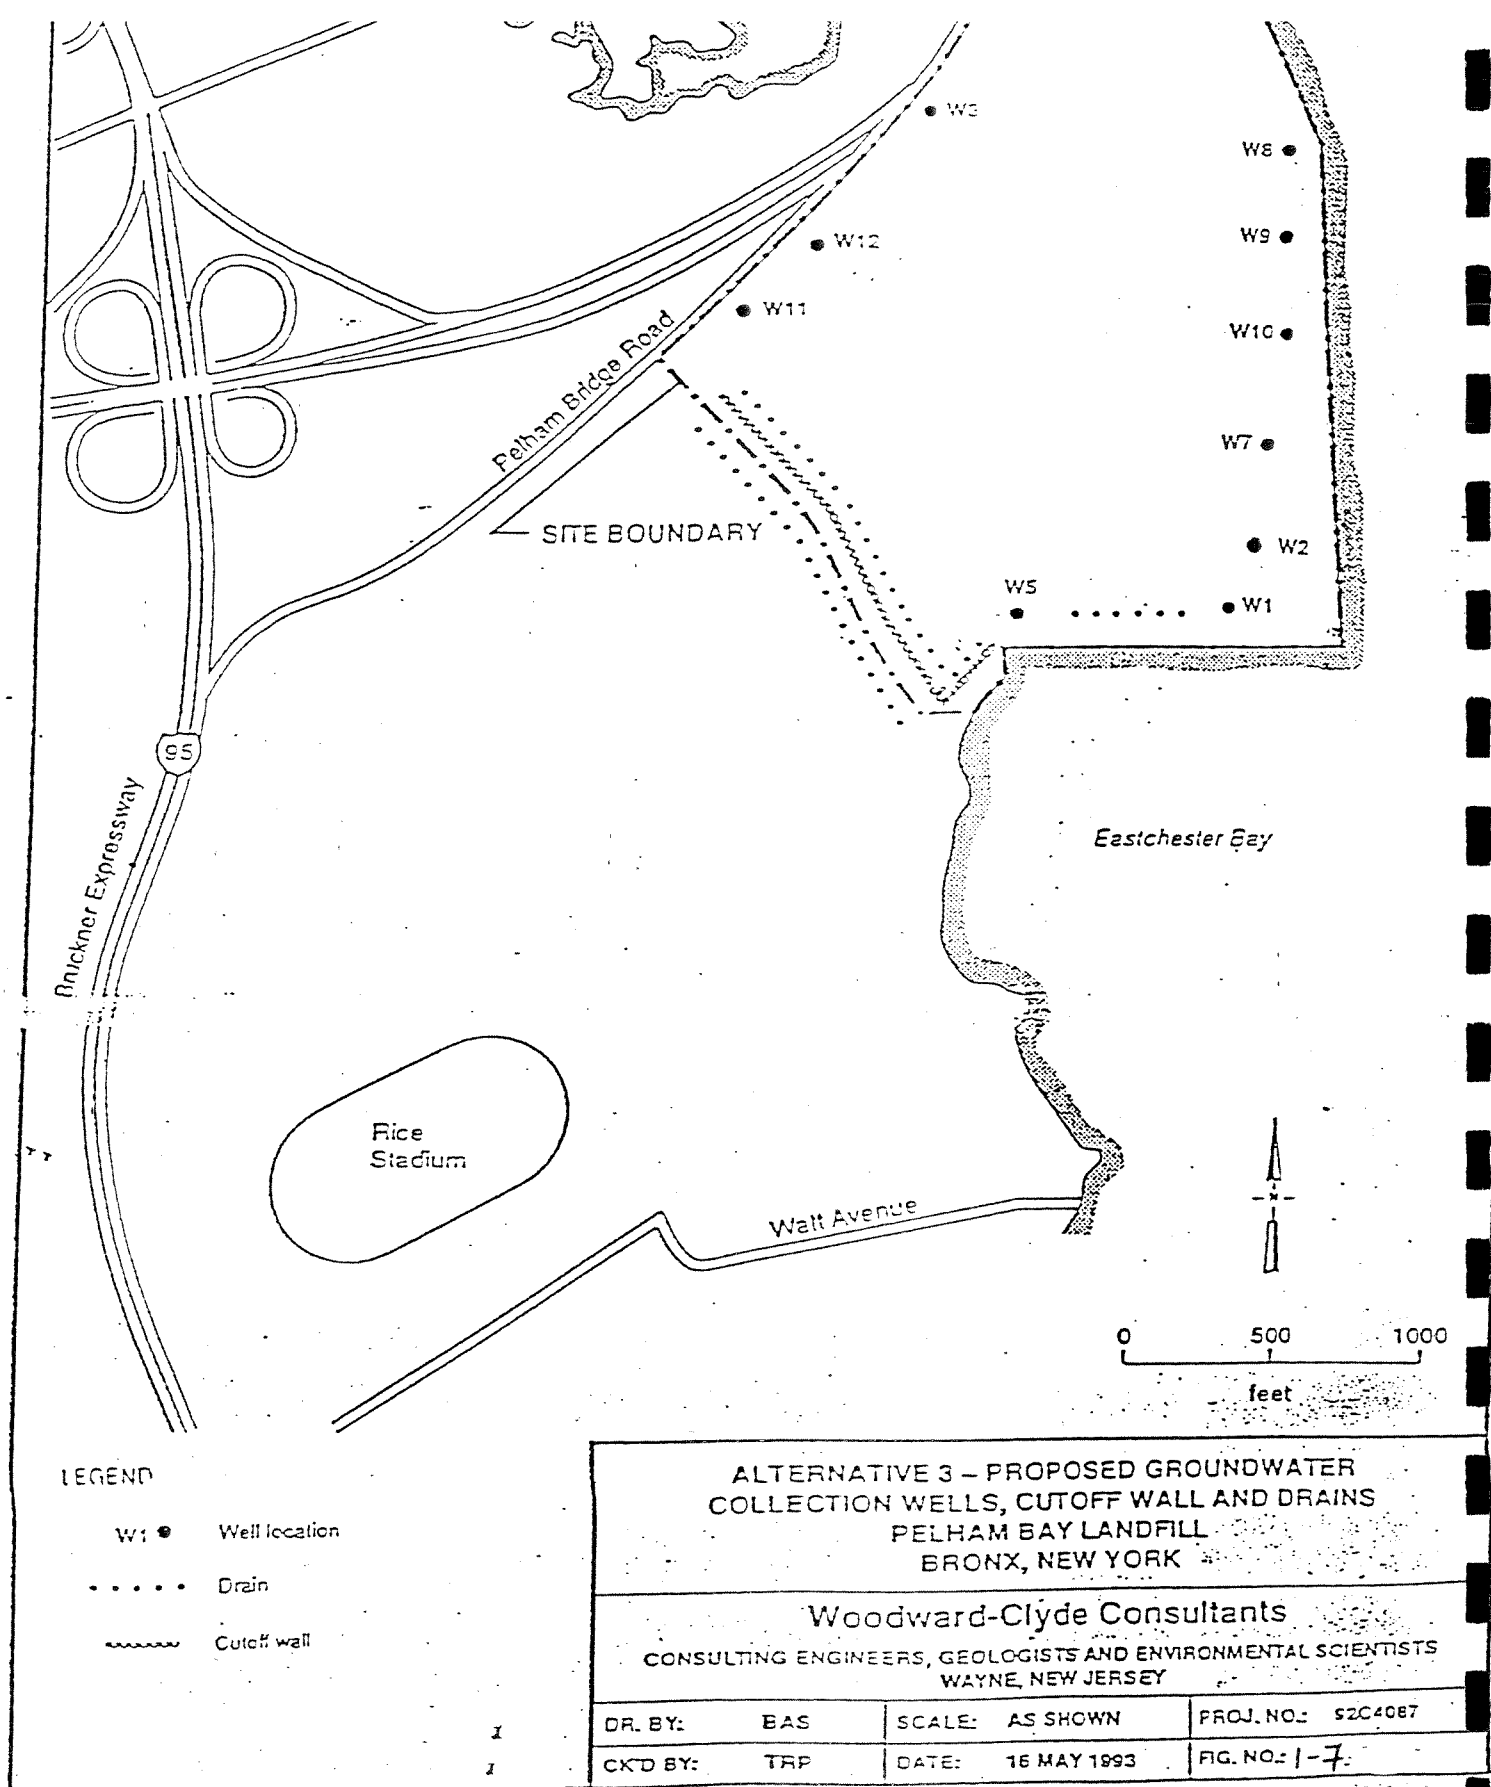 W3
W8
W9
W12
W11
W10
Pelham Bridge Road
W7
SITE BOUNDARY
W2
W5
W1
95
Bruckner Expressway
Eastchester Bay
Rice
Stadium
Watt Avenue
0 500 1000
feet
LEGEND
W1 Well location
Drain
Cutoff wall
ALTERNATIVE 3 – PROPOSED GROUNDWATER
COLLECTION WELLS, CUTOFF WALL AND DRAINS
PELHAM BAY LANDFILL
BRONX, NEW YORK
Woodward-Clyde Consultants
CONSULTING ENGINEERS, GEOLOGISTS AND ENVIRONMENTAL SCIENTISTS
WAYNE, NEW JERSEY
DR. BY: BAS SCALE: AS SHOWN PROJ. NO.: 92C4087
CK'D BY: TRP DATE: 16 MAY 1993 FIG. NO.: 1-7